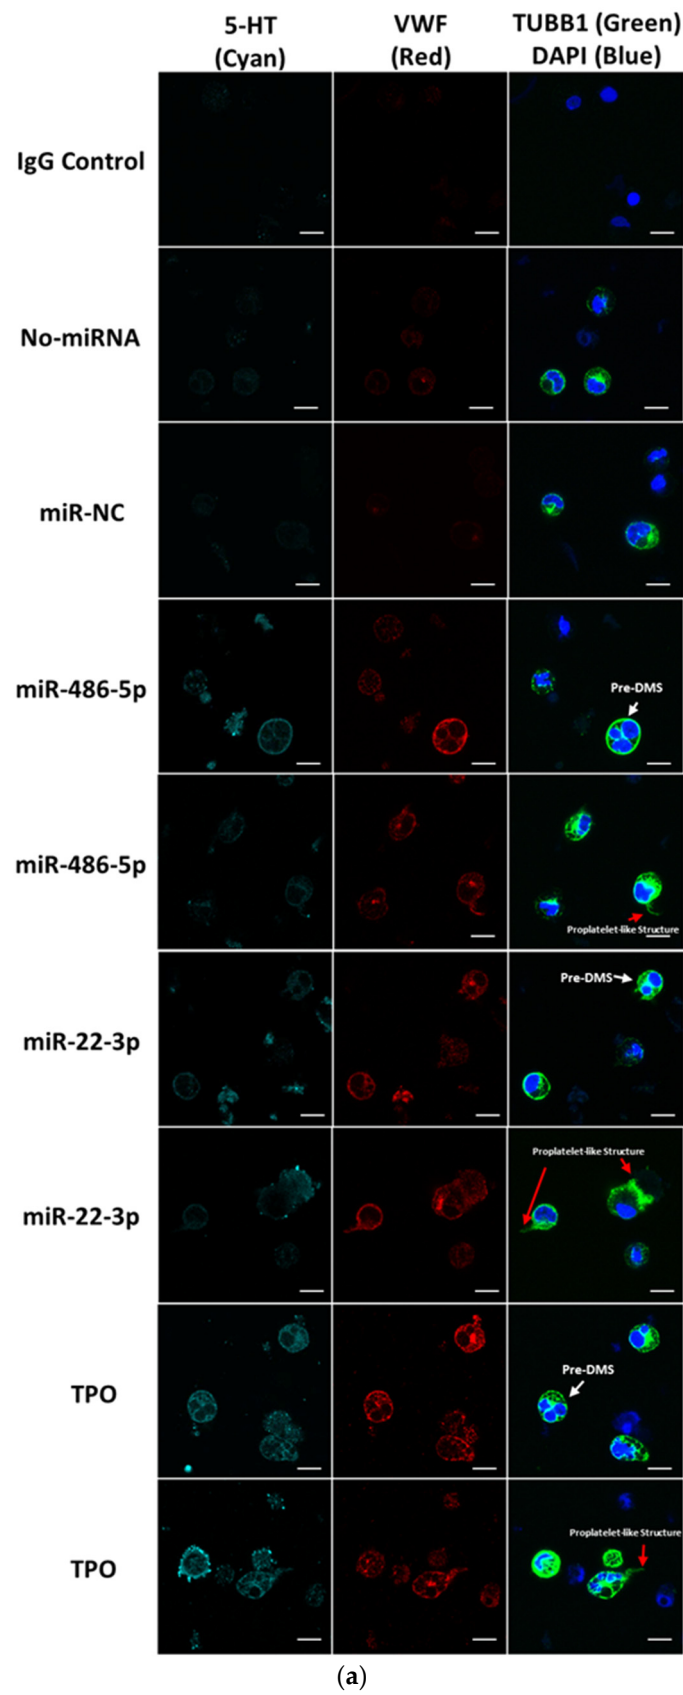 5-HT
(Cyan)
VWF
(Red)
TUBB1 (Green)
DAPI (Blue)
IgG Control
No-miRNA
miR-NC
miR-486-5p
Pre-DMS
miR-486-5p
Proplatelet-like Structure
Pre-DMS
miR-22-3p
Proplatelet-like Structure
miR-22-3p
Pre-DMS
TPO
Proplatelet-like Structure
TPO
(a)